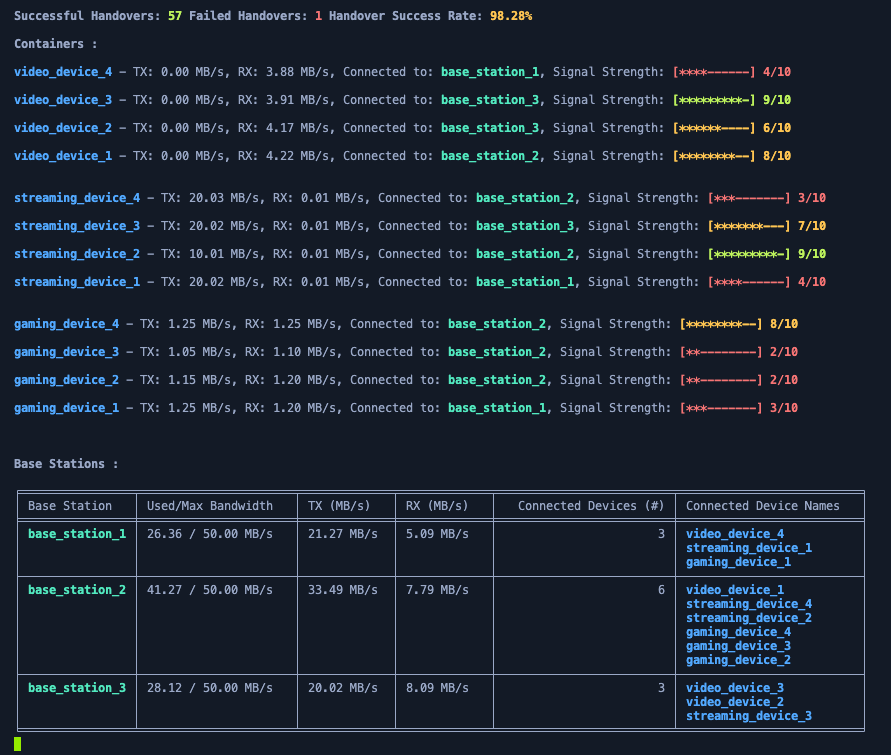 Successful Handovers: 57 Failed Handovers: 1 Handover Success Rate: 98.28%
Containers :
video_device_4 – TX: 0.00 MB/s, RX: 3.88 MB/s, Connected to: base_station_1, Signal Strength: [****------] 4/10
video_device_3 – TX: 0.00 MB/s, RX: 3.91 MB/s, Connected to: base_station_3, Signal Strength: [*********-] 9/10
video_device_2 – TX: 0.00 MB/s, RX: 4.17 MB/s, Connected to: base_station_3, Signal Strength: [******----] 6/10
video_device_1 – TX: 0.00 MB/s, RX: 4.22 MB/s, Connected to: base_station_2, Signal Strength: [********--] 8/10
streaming_device_4 – TX: 20.03 MB/s, RX: 0.01 MB/s, Connected to: base_station_2, Signal Strength: [***-------] 3/10
streaming_device_3 – TX: 20.02 MB/s, RX: 0.01 MB/s, Connected to: base_station_3, Signal Strength: [*******---] 7/10
streaming_device_2 – TX: 10.01 MB/s, RX: 0.01 MB/s, Connected to: base_station_2, Signal Strength: [*********-] 9/10
streaming_device_1 – TX: 20.02 MB/s, RX: 0.01 MB/s, Connected to: base_station_1, Signal Strength: [****------] 4/10
gaming_device_4 – TX: 1.25 MB/s, RX: 1.25 MB/s, Connected to: base_station_2, Signal Strength: [********--] 8/10
gaming_device_3 – TX: 1.05 MB/s, RX: 1.10 MB/s, Connected to: base_station_2, Signal Strength: [**--------] 2/10
gaming_device_2 – TX: 1.15 MB/s, RX: 1.20 MB/s, Connected to: base_station_2, Signal Strength: [**--------] 2/10
gaming_device_1 – TX: 1.25 MB/s, RX: 1.20 MB/s, Connected to: base_station_1, Signal Strength: [***-------] 3/10
Base Stations :
Base Station Used/Max Bandwidth TX (MB/s) RX (MB/s) Connected Devices (#) Connected Device Names
base_station_1 26.36 / 50.00 MB/s 21.27 MB/s 5.09 MB/s 3 video_device_4
streaming_device_1
gaming_device_1
base_station_2 41.27 / 50.00 MB/s 33.49 MB/s 7.79 MB/s 6 video_device_1
streaming_device_4
streaming_device_2
gaming_device_4
gaming_device_3
gaming_device_2
base_station_3 28.12 / 50.00 MB/s 20.02 MB/s 8.09 MB/s 3 video_device_3
video_device_2
streaming_device_3